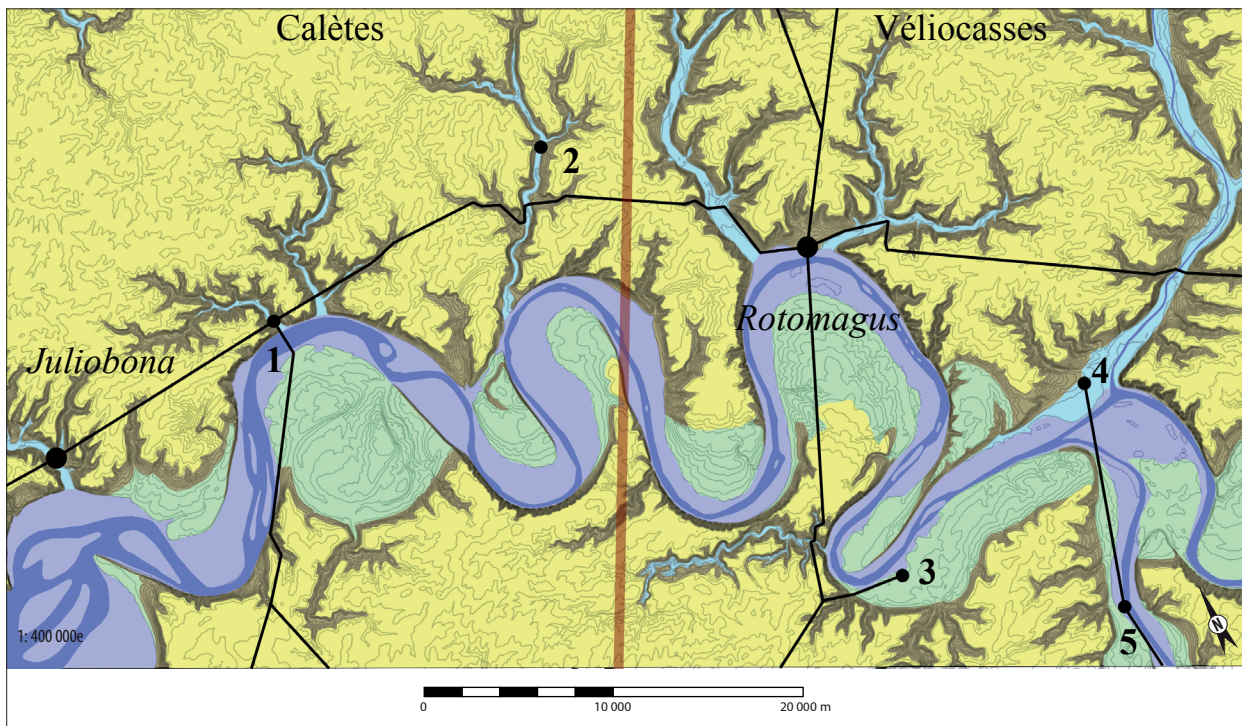 Calètes
Véliocasses
2
Rotomagus
1
Juliobona
4
3
5
N
1: 400 000e
0
10 000
20 000 m